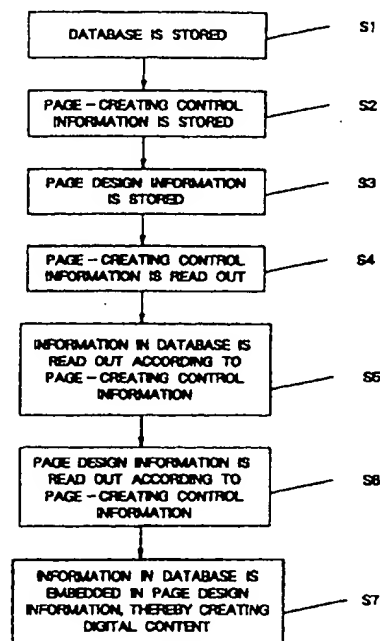 DATABASE IS STORED
S1
PAGE-CREATING CONTROL
INFORMATION IS STORED
S2
PAGE DESIGN INFORMATION
IS STORED
S3
PAGE-CREATING CONTROL
INFORMATION IS READ OUT
S4
INFORMATION IN DATABASE IS
READ OUT ACCORDING TO
PAGE-CREATING CONTROL
INFORMATION
S5
PAGE DESIGN INFORMATION IS
READ OUT ACCORDING TO
PAGE-CREATING CONTROL
INFORMATION
S6
INFORMATION IN DATABASE IS
EMBEDDED IN PAGE DESIGN
INFORMATION, THEREBY CREATING
DIGITAL CONTENT
S7